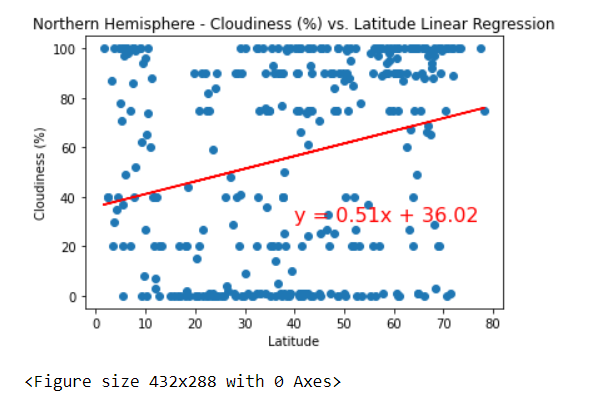 Northern Hemisphere - Cloudiness (%) vs. Latitude Linear Regression
100
80
60
40
20
0
Cloudiness (%)
y = 0.51x + 36.02
0 10 20 30 40 50 60 70 80
Latitude
<Figure size 432x288 with 0 Axes>